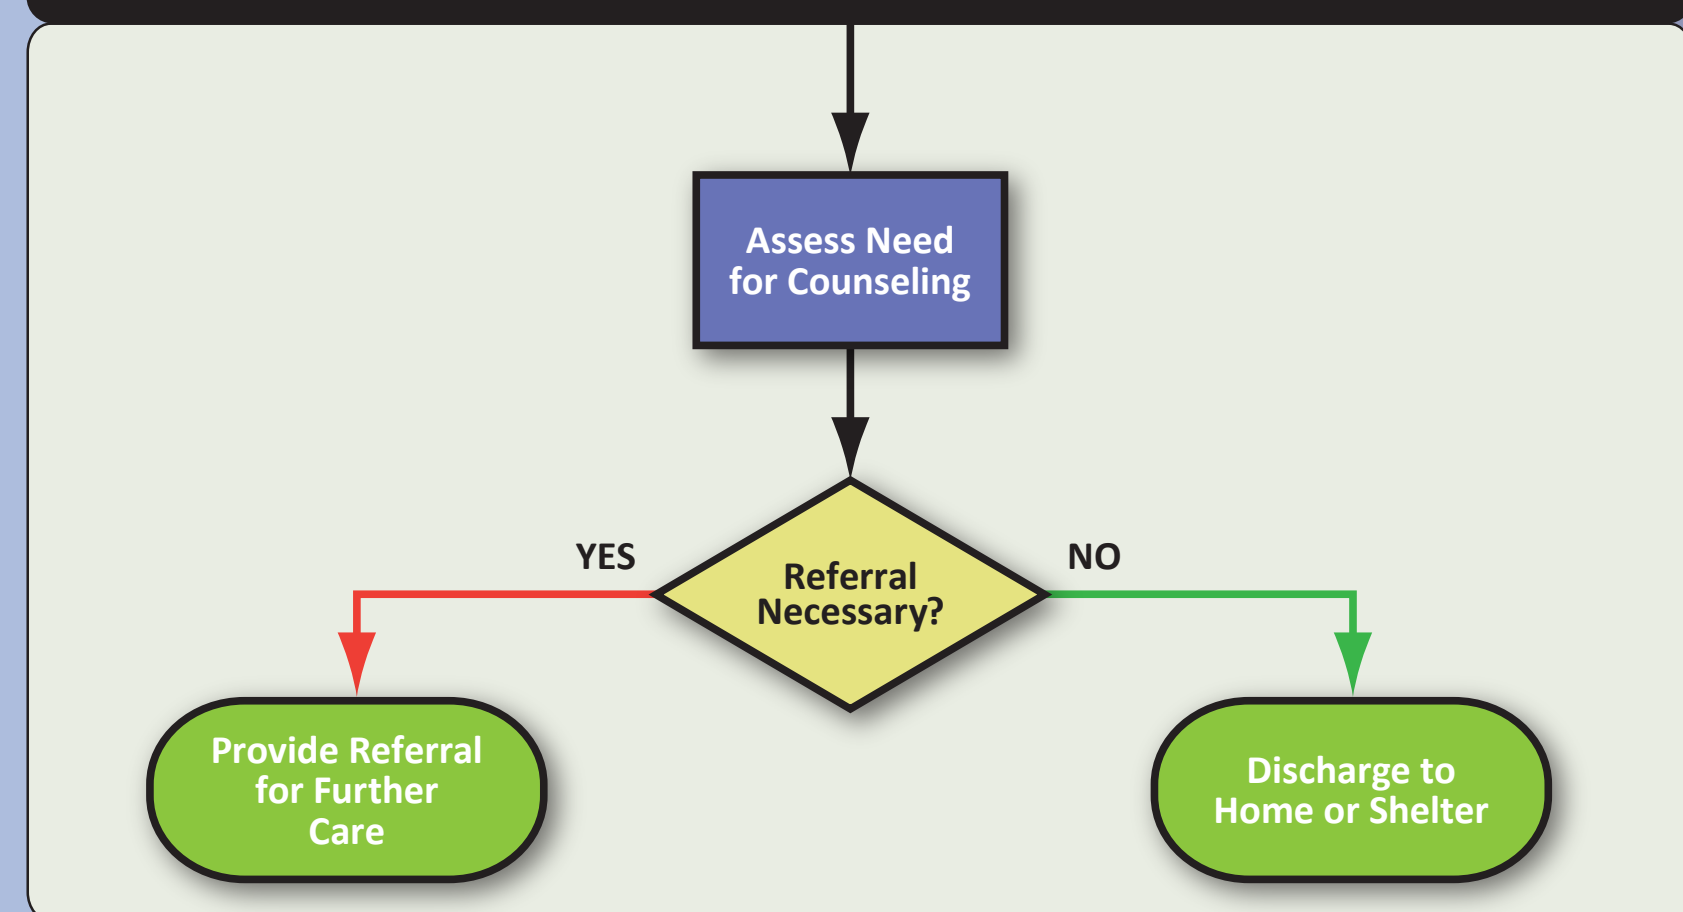 Assess Need
for Counseling
YES
Referral
Necessary?
NO
Provide Referral
for Further
Care
Discharge to
Home or Shelter